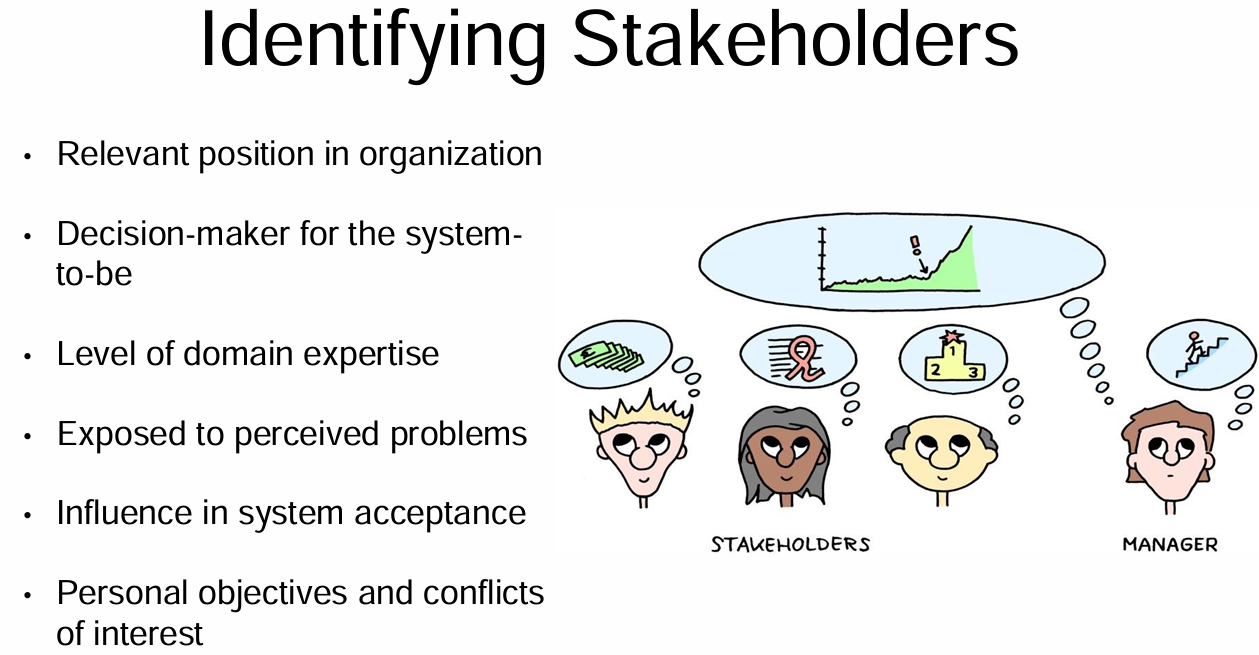 Identifying Stakeholders
• Relevant position in organization
• Decision-maker for the system-
to-be
• Level of domain expertise
• Exposed to perceived problems
• Influence in system acceptance
• Personal objectives and conflicts
of interest
!
€
1
2 3
STAKEHOLDERS
MANAGER